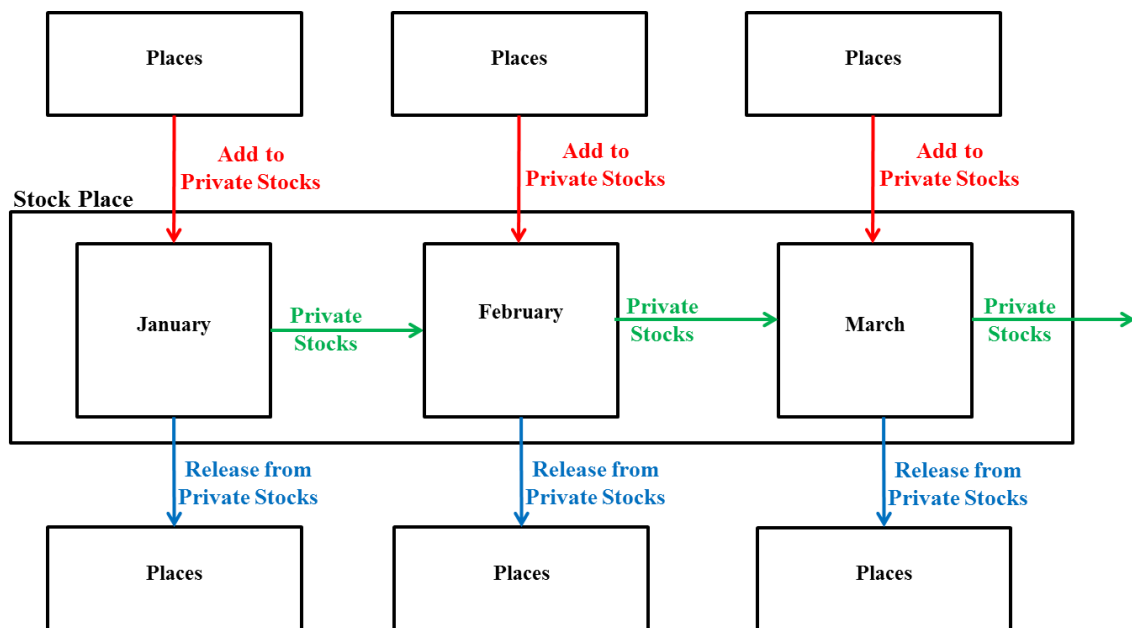 Places
Places
Places
Add to
Private Stocks
Add to
Private Stocks
Add to
Private Stocks
Stock Place
January
Private
Stocks
February
Private
Stocks
March
Private
Stocks
Release from
Private Stocks
Release from
Private Stocks
Release from
Private Stocks
Places
Places
Places